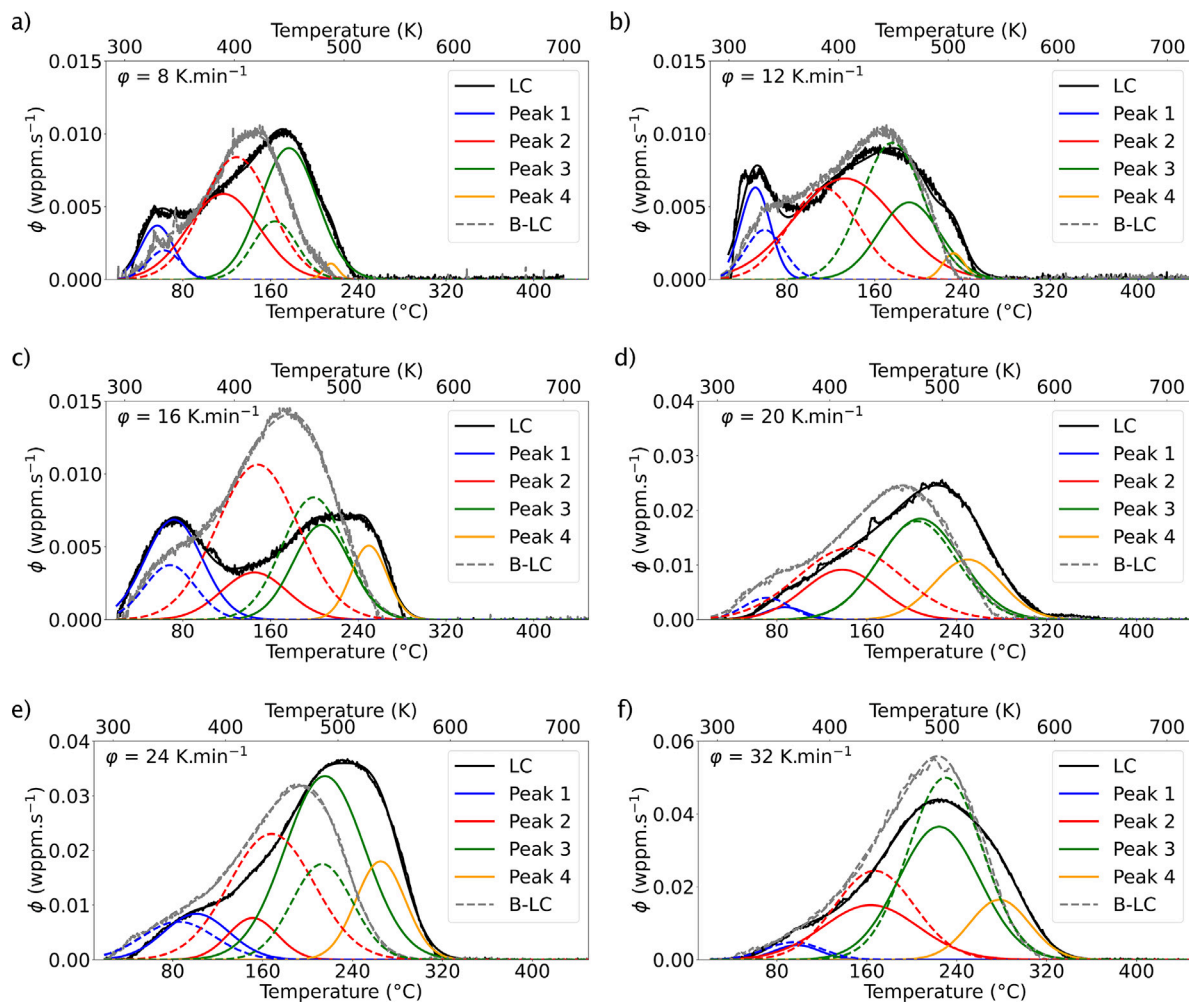 a)
Temperature (K)
300 400 500 600 700
φ = 8 K.min⁻¹
ϕ (wppm.s⁻¹)
0.015
0.010
0.005
0.000
LC
Peak 1
Peak 2
Peak 3
Peak 4
B-LC
80 160 240 320 400
Temperature (°C)
b)
Temperature (K)
300 400 500 600 700
φ = 12 K.min⁻¹
ϕ (wppm.s⁻¹)
0.015
0.010
0.005
0.000
LC
Peak 1
Peak 2
Peak 3
Peak 4
B-LC
80 160 240 320 400
Temperature (°C)
c)
Temperature (K)
300 400 500 600 700
φ = 16 K.min⁻¹
ϕ (wppm.s⁻¹)
0.015
0.010
0.005
0.000
LC
Peak 1
Peak 2
Peak 3
Peak 4
B-LC
80 160 240 320 400
Temperature (°C)
d)
Temperature (K)
300 400 500 600 700
φ = 20 K.min⁻¹
ϕ (wppm.s⁻¹)
0.04
0.03
0.02
0.01
0.00
LC
Peak 1
Peak 2
Peak 3
Peak 4
B-LC
80 160 240 320 400
Temperature (°C)
e)
Temperature (K)
300 400 500 600 700
φ = 24 K.min⁻¹
ϕ (wppm.s⁻¹)
0.04
0.03
0.02
0.01
0.00
LC
Peak 1
Peak 2
Peak 3
Peak 4
B-LC
80 160 240 320 400
Temperature (°C)
f)
Temperature (K)
300 400 500 600 700
φ = 32 K.min⁻¹
ϕ (wppm.s⁻¹)
0.06
0.04
0.02
0.00
LC
Peak 1
Peak 2
Peak 3
Peak 4
B-LC
80 160 240 320 400
Temperature (°C)